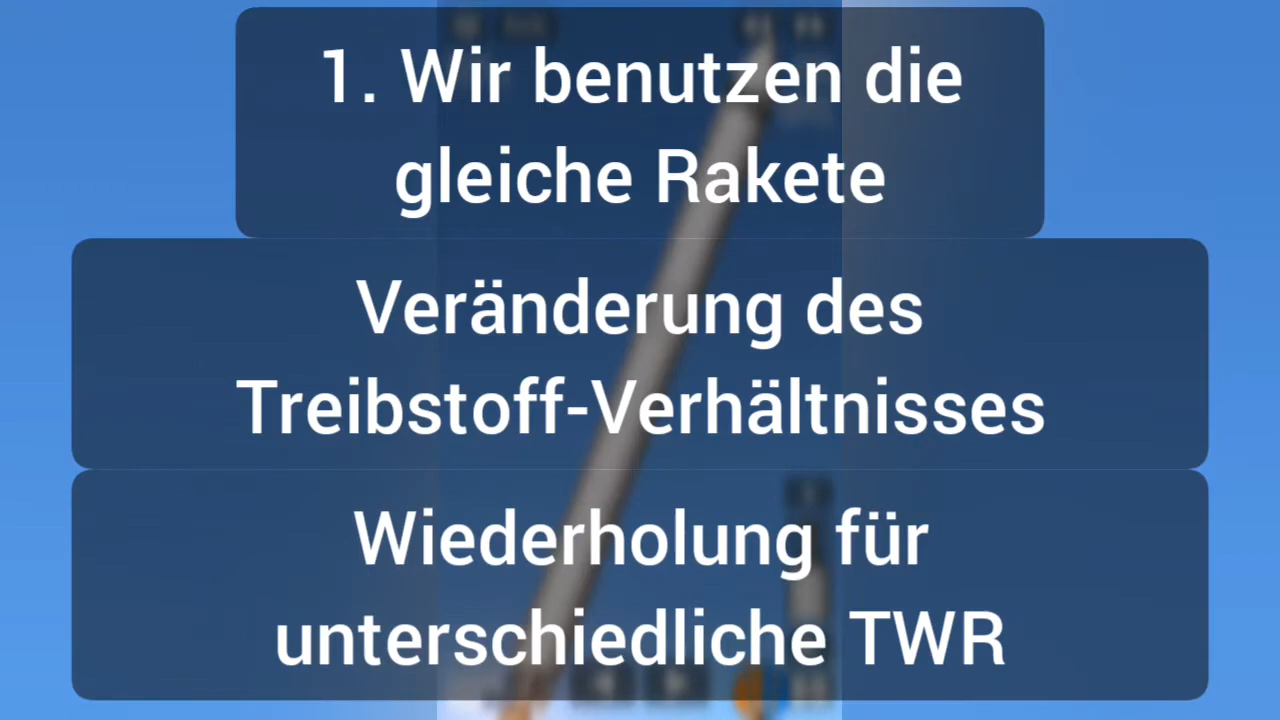 1. Wir benutzen die
gleiche Rakete
Veränderung des
Treibstoff-Verhältnisses
Wiederholung für
unterschiedliche TWR